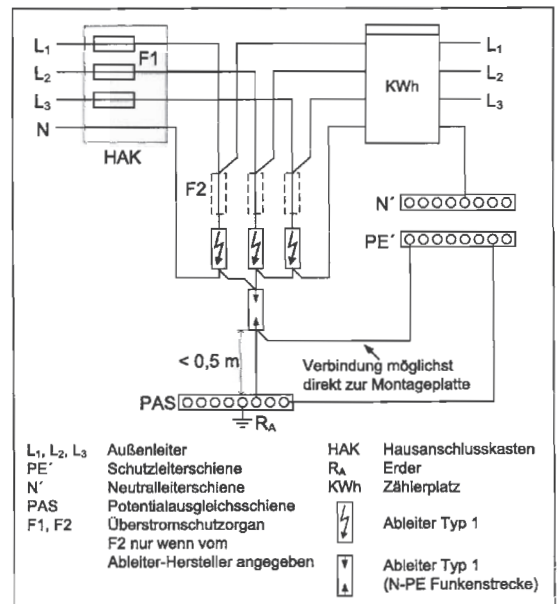 L₁
F1
L₂
L₃
N
HAK
KWh
L₁
L₂
L₃
F2
N´
PE´
< 0,5 m
Verbindung möglichst
direkt zur Montageplatte
PAS
R_A
L₁, L₂, L₃ Außenleiter
PE´ Schutzleiterschiene
N´ Neutralleiterschiene
PAS Potentialausgleichsschiene
F1, F2 Überstromschutzorgan
F2 nur wenn vom
Ableiter-Hersteller angegeben
HAK Hausanschlusskasten
R_A Erder
KWh Zählerplatz
Ableiter Typ 1
Ableiter Typ 1
(N-PE Funkenstrecke)